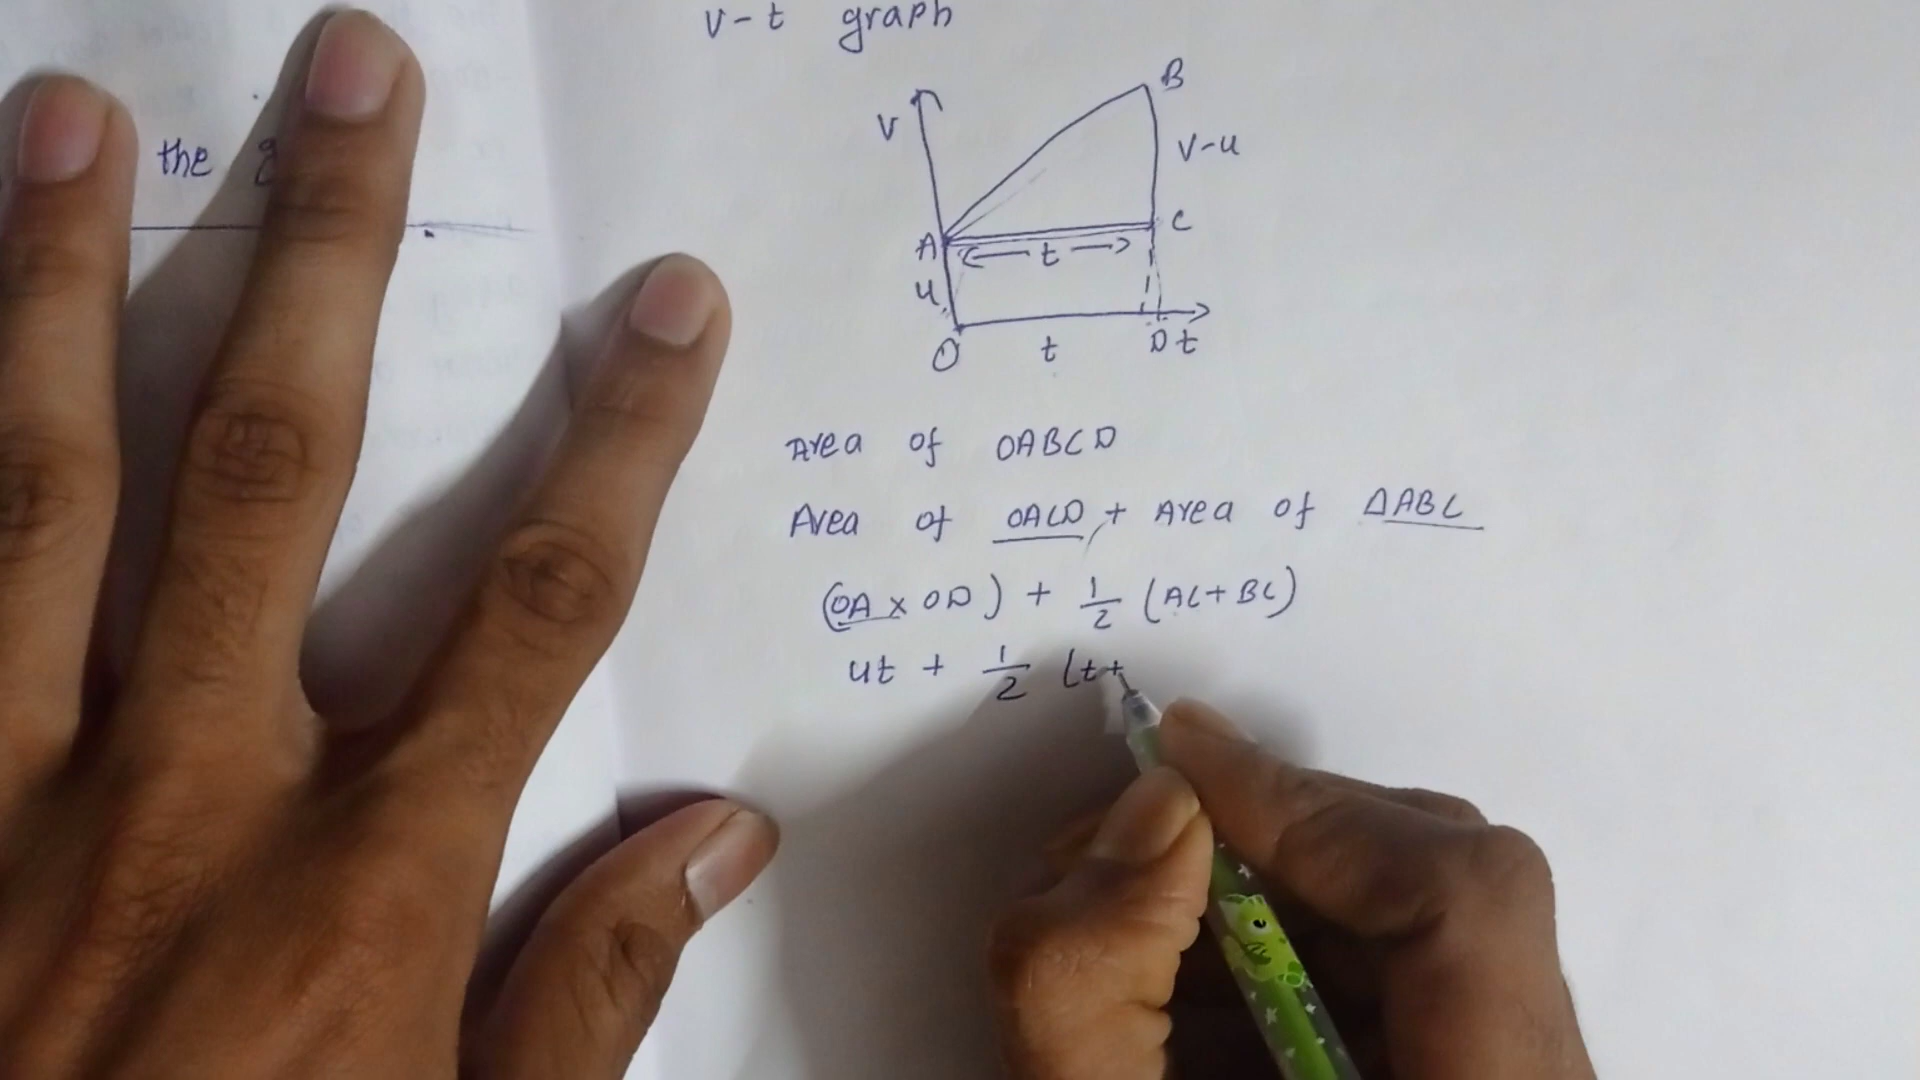 the
v-t graph
B
V
V-u
A
C
t
u
O
t
D t
Area of OABCD
Area of OACD + Area of ΔABC
(OA × OD) + 1/2 (AC+BC)
ut + 1/2 (t+